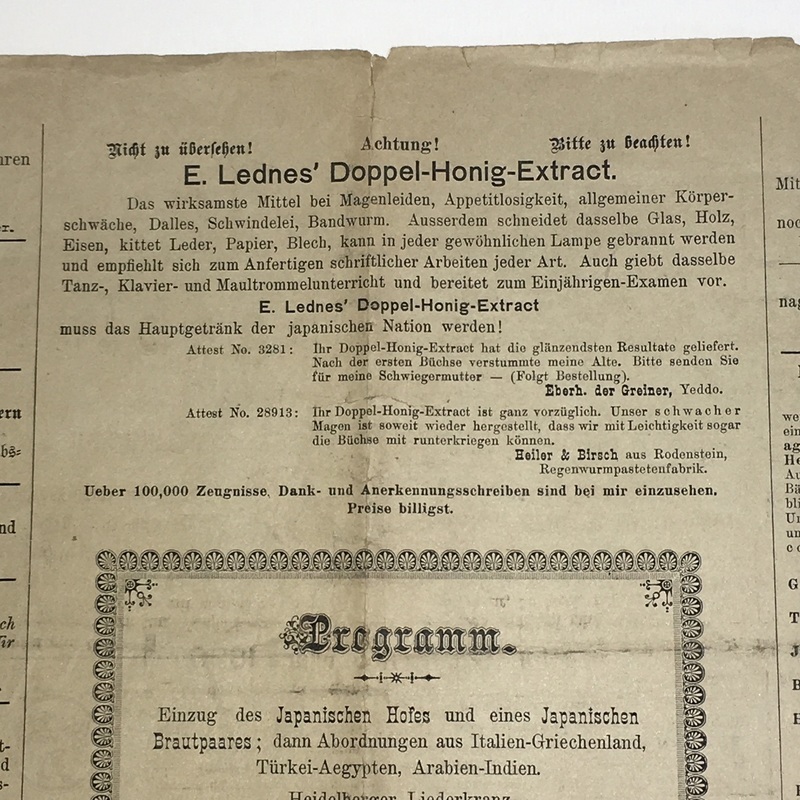 Nicht zu übersehen! Achtung! Bitte zu beachten!
E. Lednes' Doppel-Honig-Extract.
Das wirksamste Mittel bei Magenleiden, Appetitlosigkeit, allgemeiner Körper-
schwäche, Dalles, Schwindelei, Bandwurm. Ausserdem schneidet dasselbe Glas, Holz,
Eisen, kittet Leder, Papier, Blech, kann in jeder gewöhnlichen Lampe gebrannt werden
und empfiehlt sich zum Anfertigen schriftlicher Arbeiten jeder Art. Auch giebt dasselbe
Tanz-, Klavier- und Maultrommelunterricht und bereitet zum Einjährigen-Examen vor.
E. Lednes' Doppel-Honig-Extract
muss das Hauptgetränk der japanischen Nation werden!
Attest No. 3281: Ihr Doppel-Honig-Extract hat die glänzendsten Resultate geliefert.
Nach der ersten Büchse verstummte meine Alte. Bitte senden Sie
für meine Schwiegermutter — (Folgt Bestellung).
Eberh. der Greiner, Yeddo.
Attest No. 28913: Ihr Doppel-Honig-Extract ist ganz vorzüglich. Unser schwacher
Magen ist soweit wieder hergestellt, dass wir mit Leichtigkeit sogar
die Büchse mit runterkriegen können.
Heiler & Birsch aus Rodenstein,
Regenwurmpastetenfabrik.
Ueber 100,000 Zeugnisse, Dank- und Anerkennungsschreiben sind bei mir einzusehen.
Preise billigst.
Programm.
Einzug des Japanischen Hofes und eines Japanischen
Brautpaares; dann Abordnungen aus Italien-Griechenland,
Türkei-Aegypten, Arabien-Indien.
Heidelberger Liederkranz